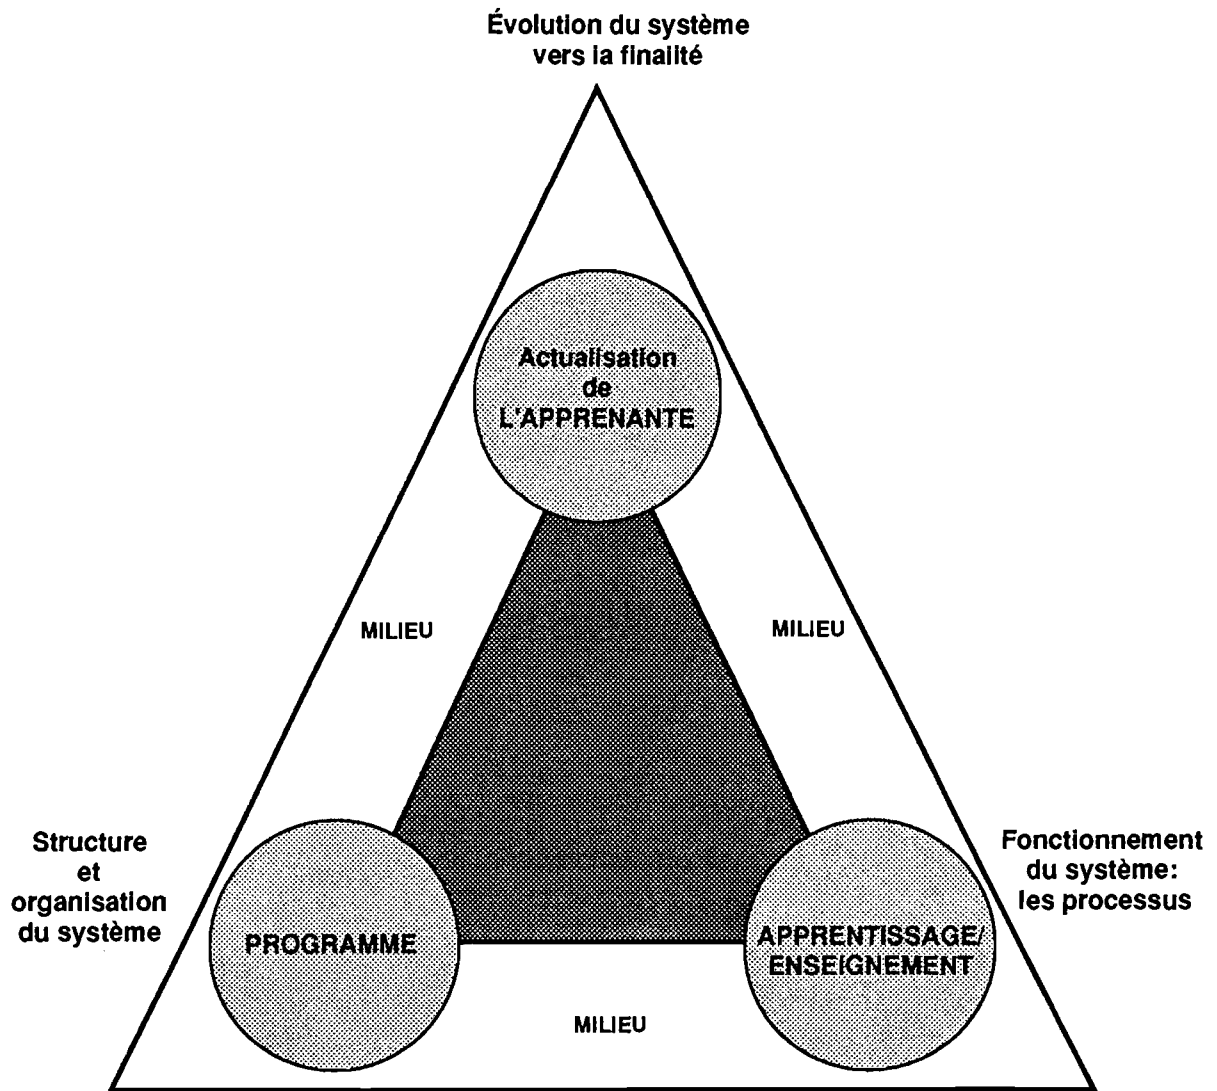 Évolution du système
vers la finalité
Actualisation
de
L'APPRENANTE
MILIEU
MILIEU
Structure
et
organisation
du système
Fonctionnement
du système:
les processus
PROGRAMME
APPRENTISSAGE/
ENSEIGNEMENT
MILIEU